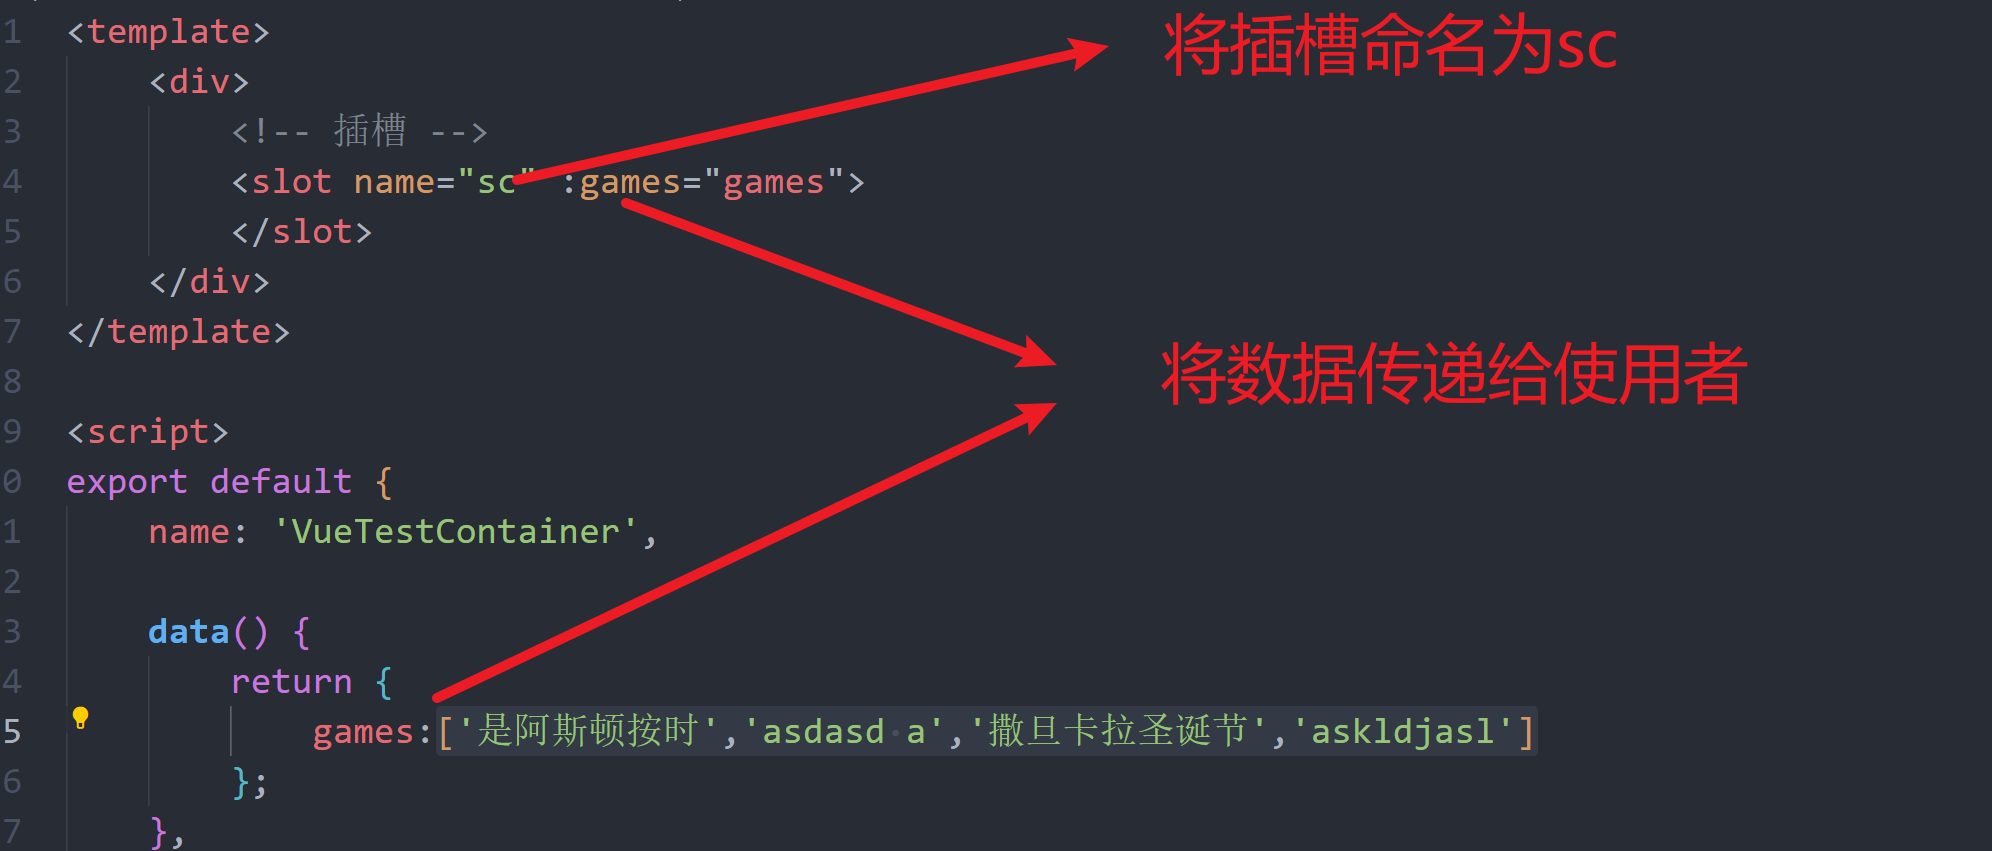 1 <template> 将插槽命名为sc
2 <div>
3 <!-- 插槽 -->
4 <slot name="sc" :games="games">
5 </slot>
6 </div>
7 </template> 将数据传递给使用者
8
9 <script>
0 export default {
1 name: 'VueTestContainer',
2
3 data() {
4 return {
5 games:['是阿斯顿按时','asdasd a','撒旦卡拉圣诞节','askldjasl']
6 };
7 },